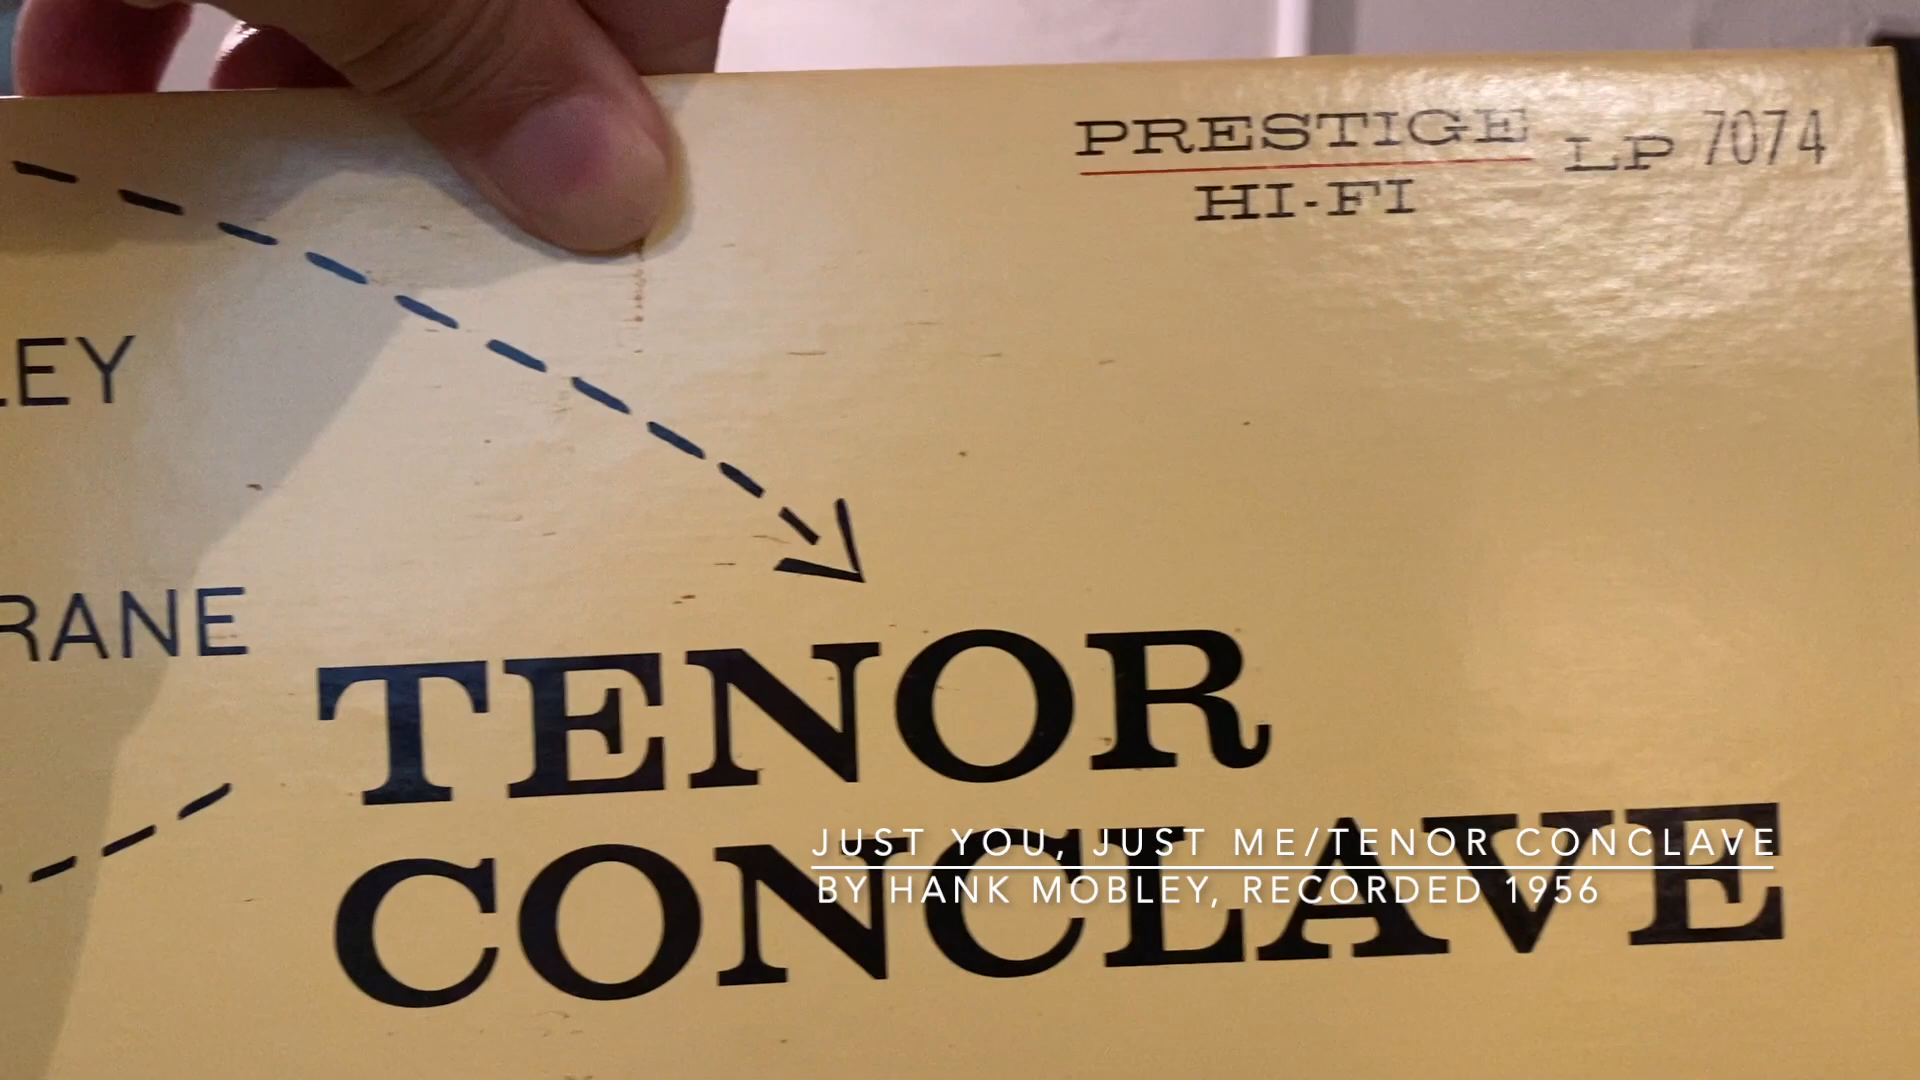 PRESTIGE LP 7074
HI-FI
LEY
RANE
TENOR
CONCLAVE
JUST YOU, JUST ME/TENOR CONCLAVE
BY HANK MOBLEY, RECORDED 1956